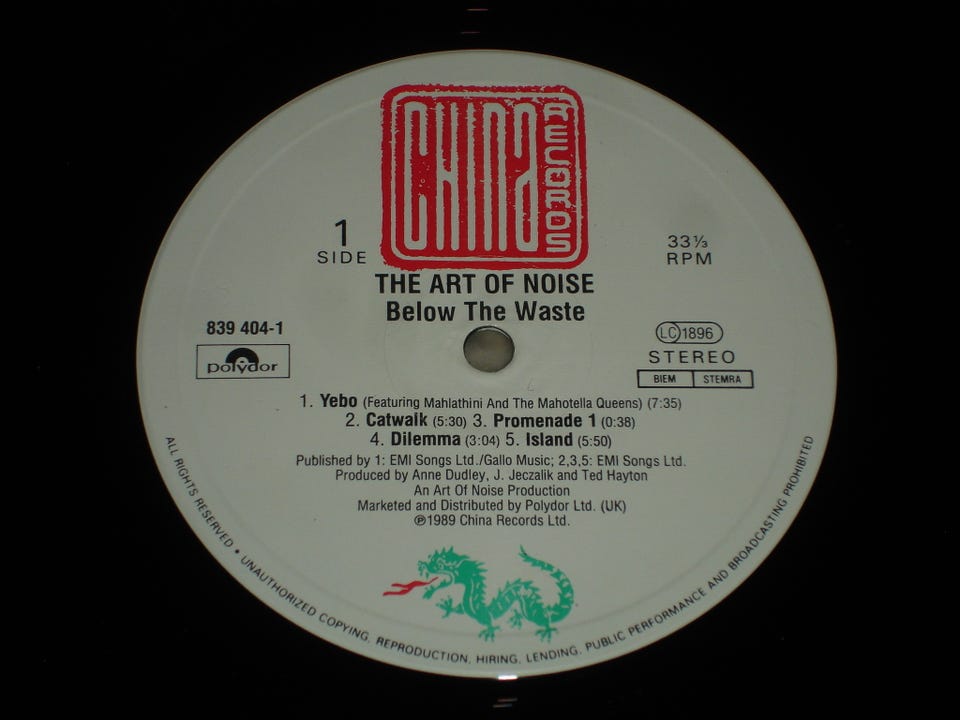 CHINA RECORDS
1
SIDE
33⅓
RPM
THE ART OF NOISE
Below The Waste
839 404-1
polydor
LC 1896
STEREO
BIEM STEMRA
1. Yebo (Featuring Mahlathini And The Mahotella Queens) (7:35)
2. Catwalk (5:30) 3. Promenade 1 (0:38)
4. Dilemma (3:04) 5. Island (5:50)
Published by 1: EMI Songs Ltd./Gallo Music; 2,3,5: EMI Songs Ltd.
Produced by Anne Dudley, J. Jeczalik and Ted Hayton
An Art Of Noise Production
Marketed and Distributed by Polydor Ltd. (UK)
℗1989 China Records Ltd.
ALL RIGHTS RESERVED • UNAUTHORIZED COPYING, REPRODUCTION, HIRING, LENDING, PUBLIC PERFORMANCE AND BROADCASTING PROHIBITED